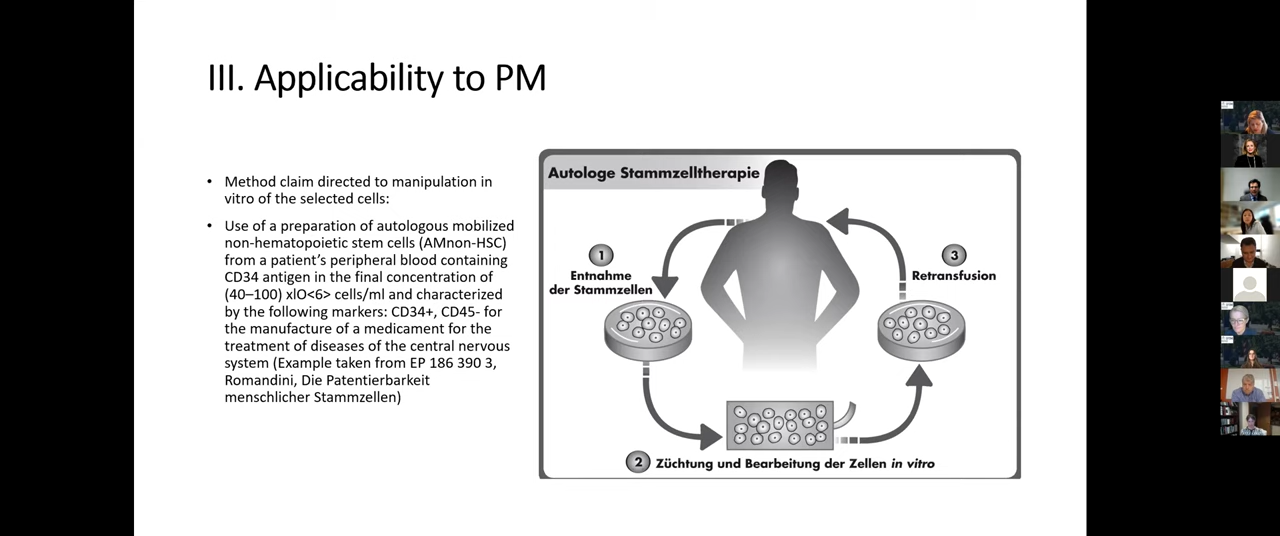 III. Applicability to PM
• Method claim directed to manipulation in
vitro of the selected cells:
• Use of a preparation of autologous mobilized
non-hematopoietic stem cells (AMnon-HSC)
from a patient's peripheral blood containing
CD34 antigen in the final concentration of
(40–100) xlO<6> cells/ml and characterized
by the following markers: CD34+, CD45- for
the manufacture of a medicament for the
treatment of diseases of the central nervous
system (Example taken from EP 186 390 3,
Romandini, Die Patentierbarkeit
menschlicher Stammzellen)
Autologe Stammzelltherapie
1
Entnahme
der Stammzellen
3
Retransfusion
2 Züchtung und Bearbeitung der Zellen in vitro